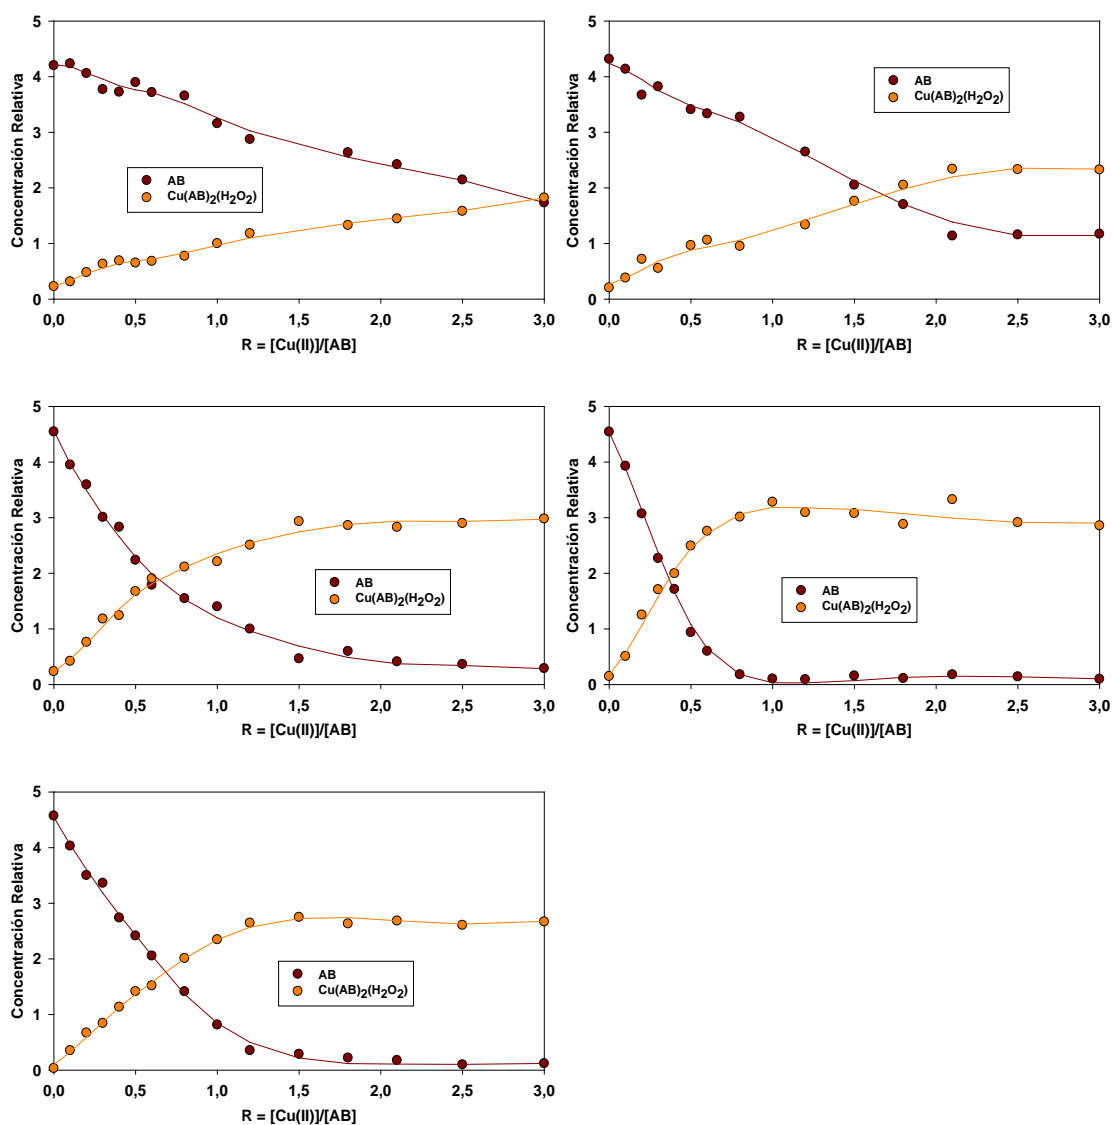 5
4
3
2
1
0
Concentración Relativa
AB
Cu(AB)2(H2O2)
0,0 0,5 1,0 1,5 2,0 2,5 3,0
R = [Cu(II)]/[AB]
5
4
3
2
1
0
Concentración Relativa
AB
Cu(AB)2(H2O2)
0,0 0,5 1,0 1,5 2,0 2,5 3,0
R = [Cu(II)]/[AB]
5
4
3
2
1
0
Concentración Relativa
AB
Cu(AB)2(H2O2)
0,0 0,5 1,0 1,5 2,0 2,5 3,0
R = [Cu(II)]/[AB]
5
4
3
2
1
0
Concentración Relativa
AB
Cu(AB)2(H2O2)
0,0 0,5 1,0 1,5 2,0 2,5 3,0
R = [Cu(II)]/[AB]
5
4
3
2
1
0
Concentración Relativa
AB
Cu(AB)2(H2O2)
0,0 0,5 1,0 1,5 2,0 2,5 3,0
R = [Cu(II)]/[AB]